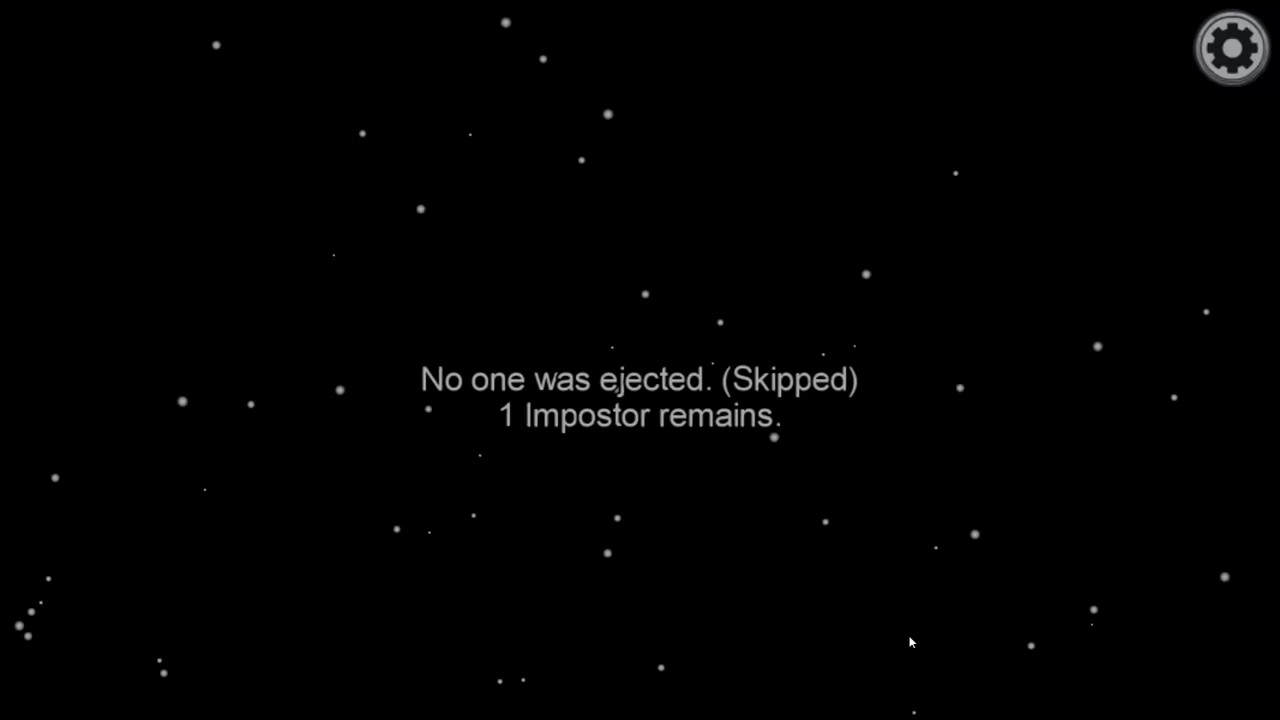 No one was ejected. (Skipped)
1 Impostor remains.